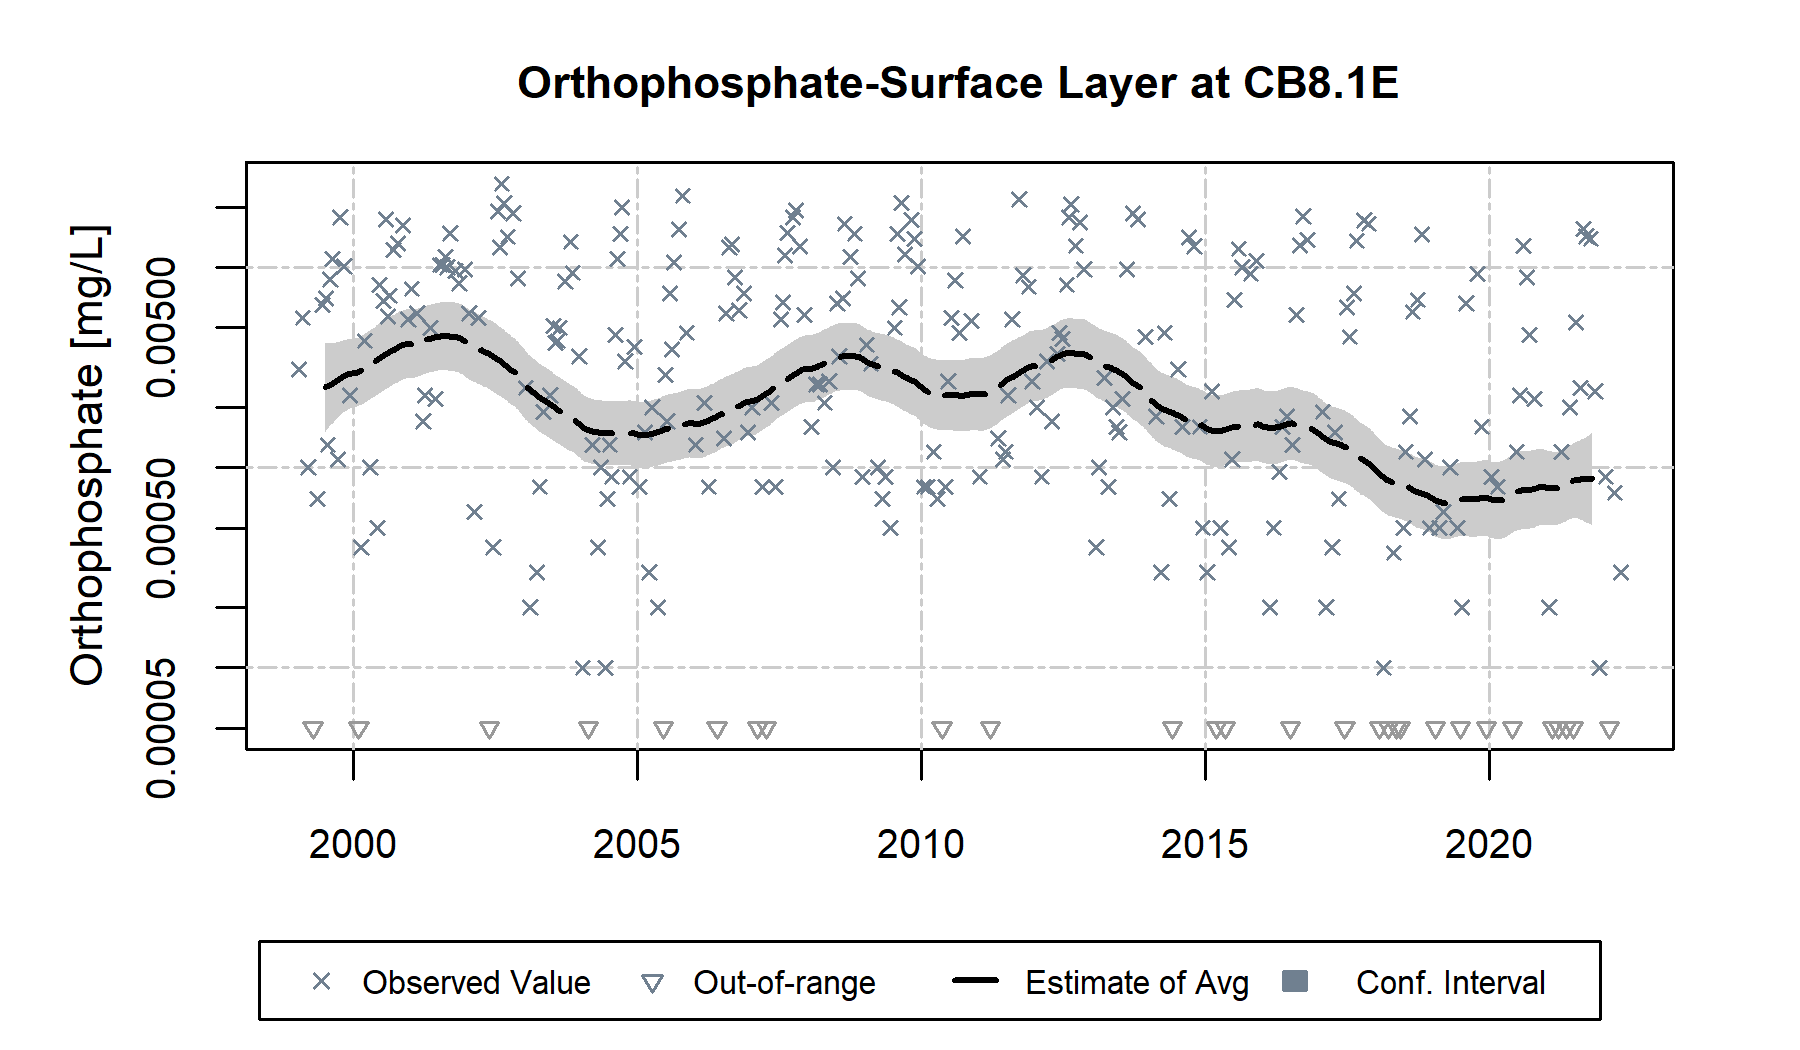 Orthophosphate-Surface Layer at CB8.1E
Orthophosphate [mg/L]
0.00500
0.00050
0.00005
2000 2005 2010 2015 2020
Observed Value Out-of-range Estimate of Avg Conf. Interval